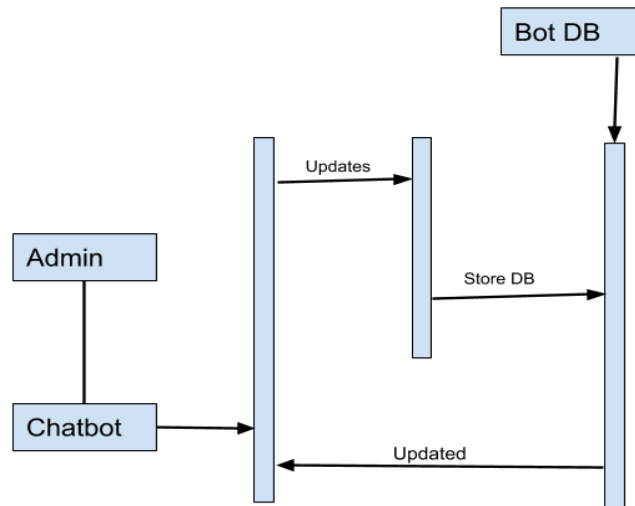 Bot DB
Updates
Admin
Store DB
Chatbot
Updated